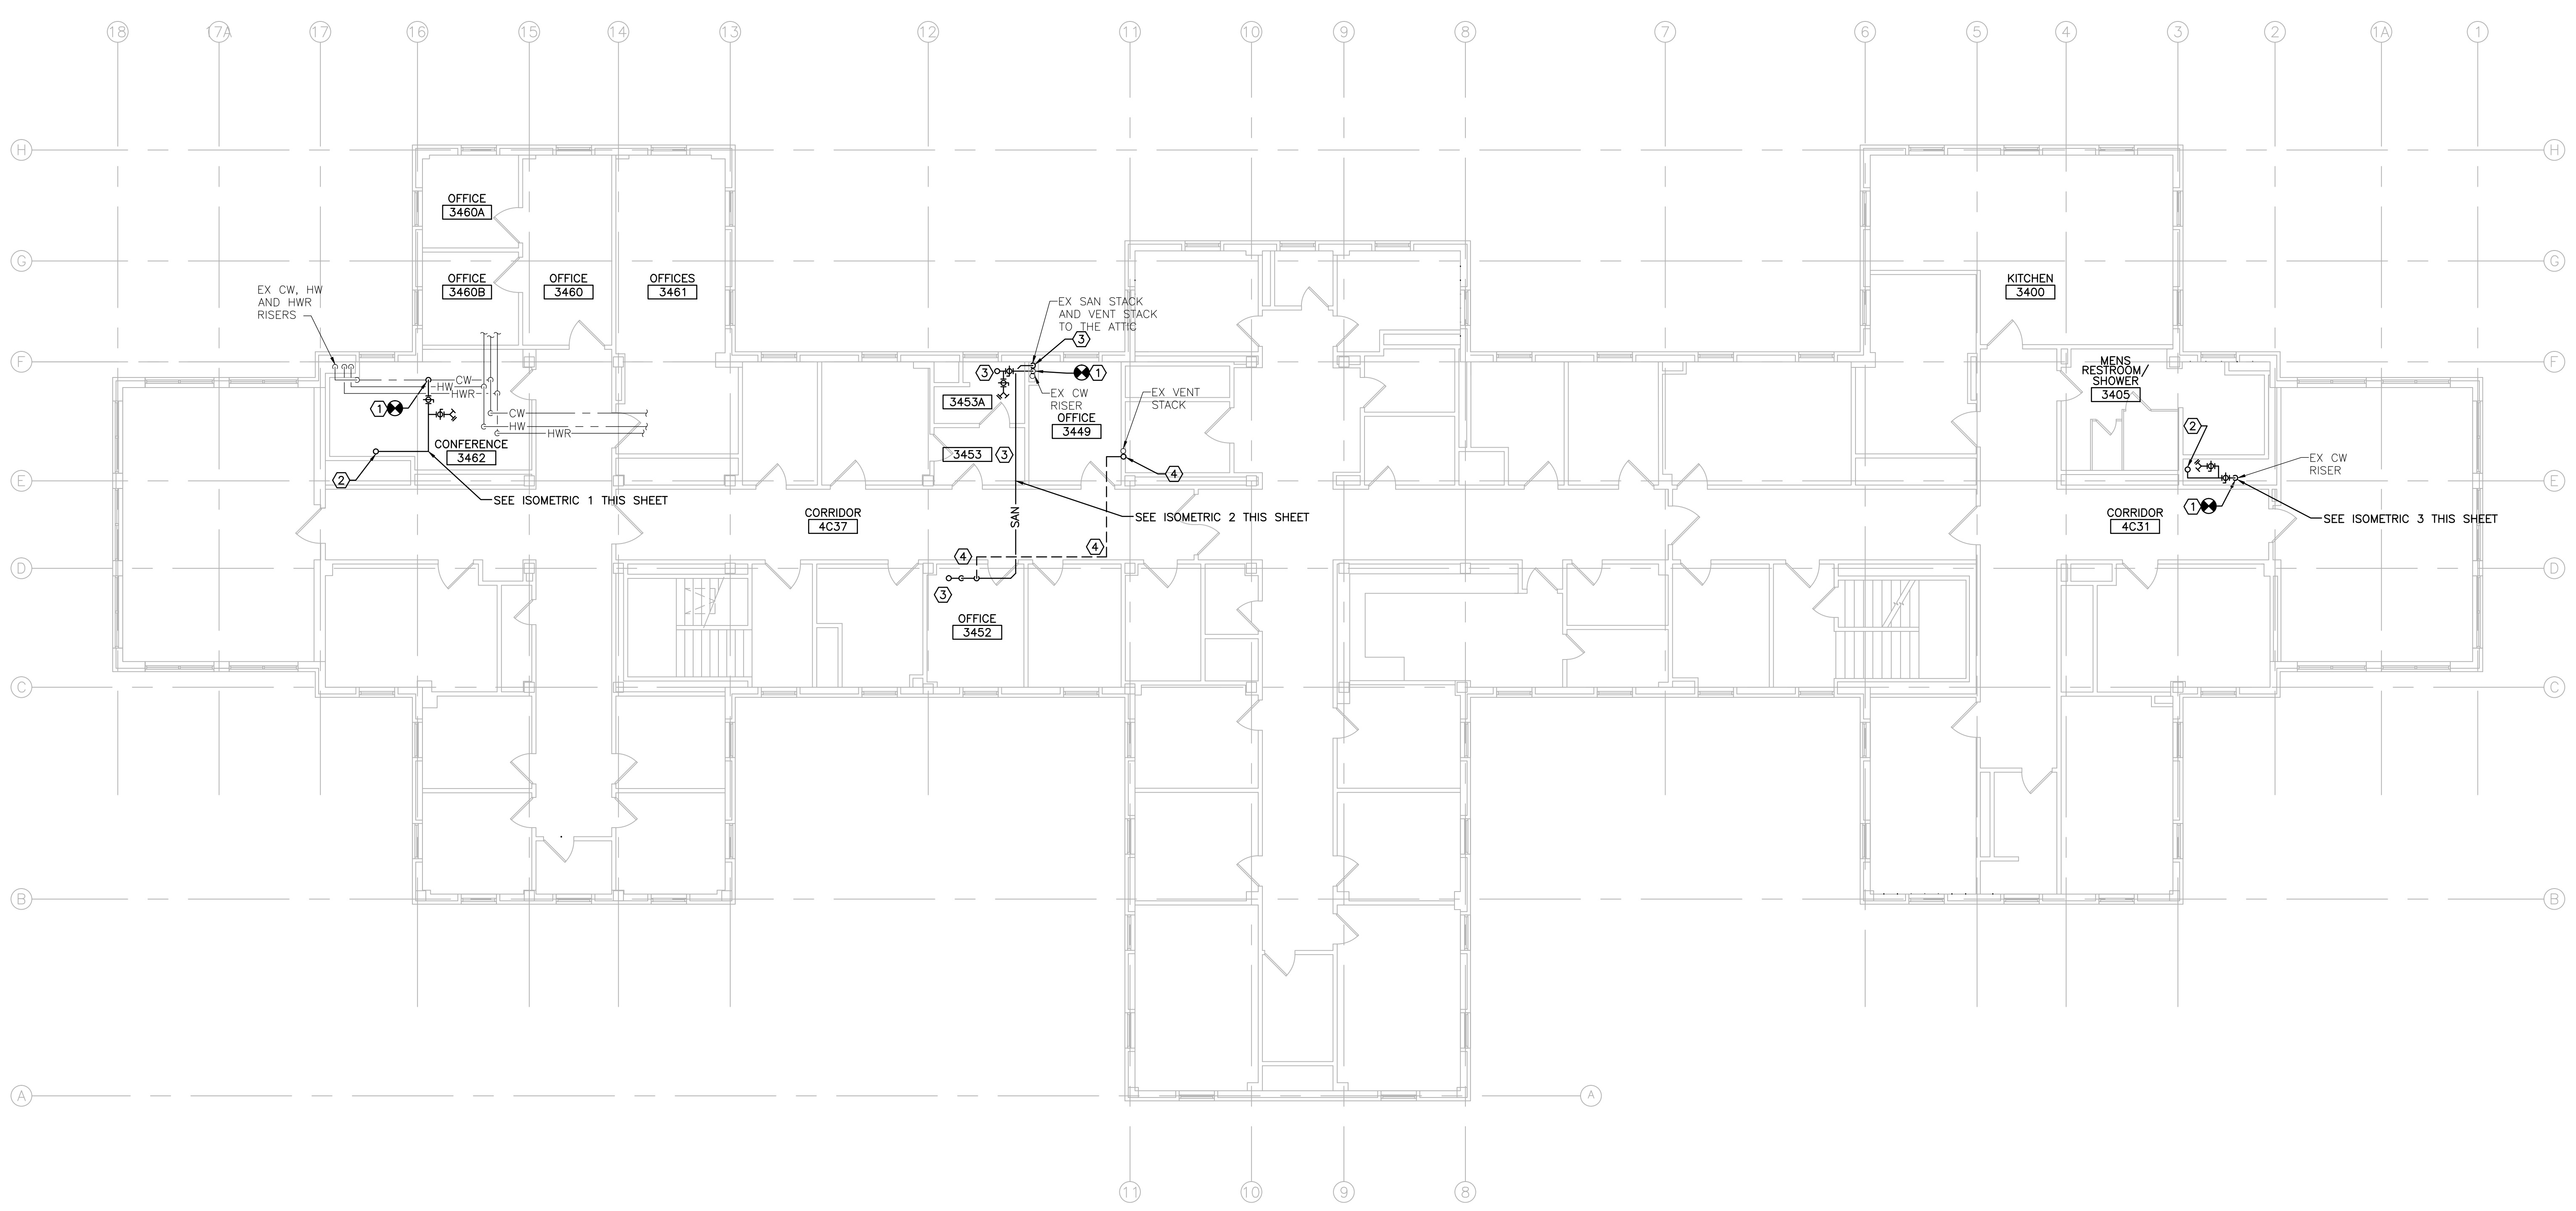 18 17A 17 16 15 14 13 12 11 10 9 8 7 6 5 4 3 2 1A 1
H H
OFFICE
3460A
G G
OFFICE
3460B
OFFICE
3460
OFFICES
3461
KITCHEN
3400
EX CW, HW
AND HWR
RISERS
EX SAN STACK
AND VENT STACK
TO THE ATTIC
3
F F
MENS
RESTROOM/
SHOWER
3405
CW
HW
HWR
3
1
1
3453A
EX CW
RISER
EX VENT
STACK
CW
HW
HWR
OFFICE
3449
2
CONFERENCE
3462
3453
3
2
4
EX CW
RISER
E E
SEE ISOMETRIC 1 THIS SHEET
CORRIDOR
4C37
SAN
SEE ISOMETRIC 2 THIS SHEET
1
CORRIDOR
4C31
SEE ISOMETRIC 3 THIS SHEET
4
4
D D
3
OFFICE
3452
C C
B B
A A
11 10 9 8